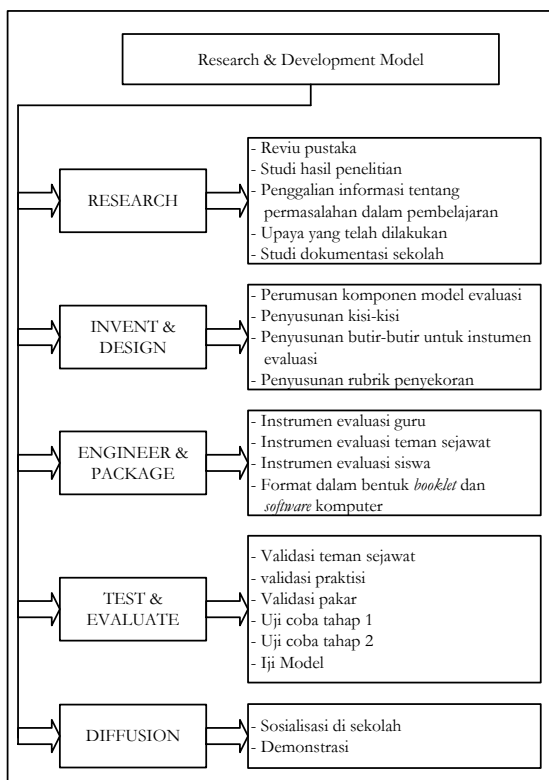 Research & Development Model
RESEARCH
- Reviu pustaka
- Studi hasil penelitian
- Penggalian informasi tentang
permasalahan dalam pembelajaran
- Upaya yang telah dilakukan
- Studi dokumentasi sekolah
INVENT &
DESIGN
- Perumusan komponen model evaluasi
- Penyusunan kisi-kisi
- Penyusunan butir-butir untuk instumen
evaluasi
- Penyusunan rubrik penyekoran
ENGINEER &
PACKAGE
- Instrumen evaluasi guru
- Instrumen evaluasi teman sejawat
- Instrumen evaluasi siswa
- Format dalam bentuk booklet dan
software komputer
TEST &
EVALUATE
- Validasi teman sejawat
- validasi praktisi
- Validasi pakar
- Uji coba tahap 1
- Uji coba tahap 2
- Iji Model
DIFFUSION
- Sosialisasi di sekolah
- Demonstrasi